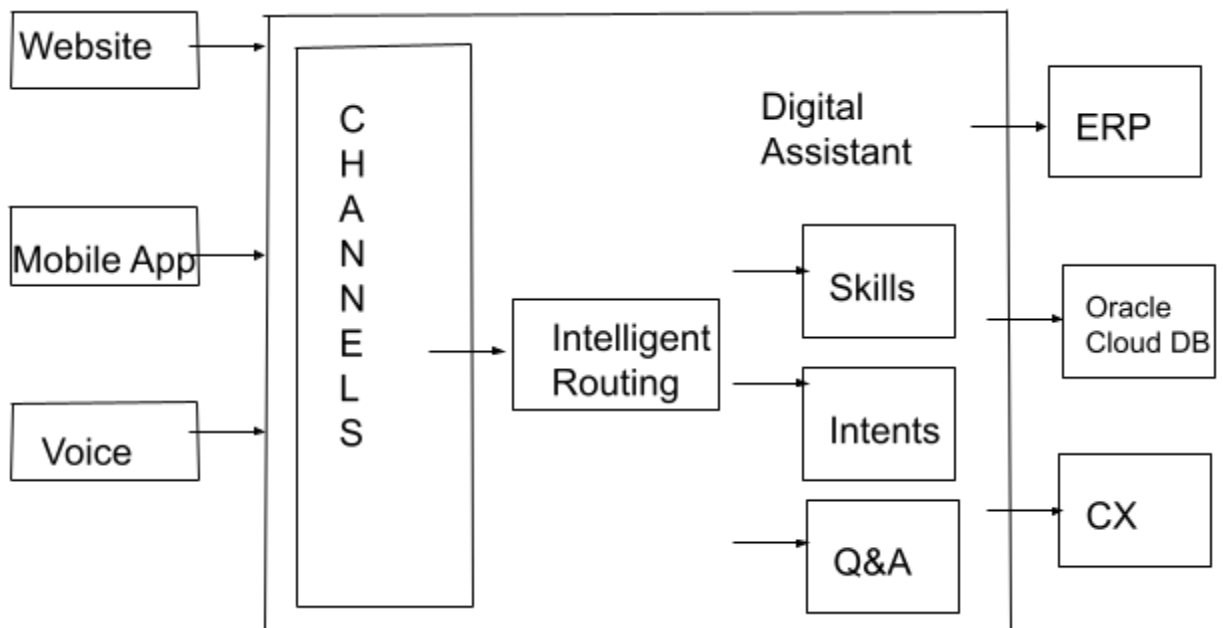 Website
Mobile App
Voice
C
H
A
N
N
E
L
S
Intelligent
Routing
Digital
Assistant
Skills
Intents
Q&A
ERP
Oracle
Cloud DB
CX